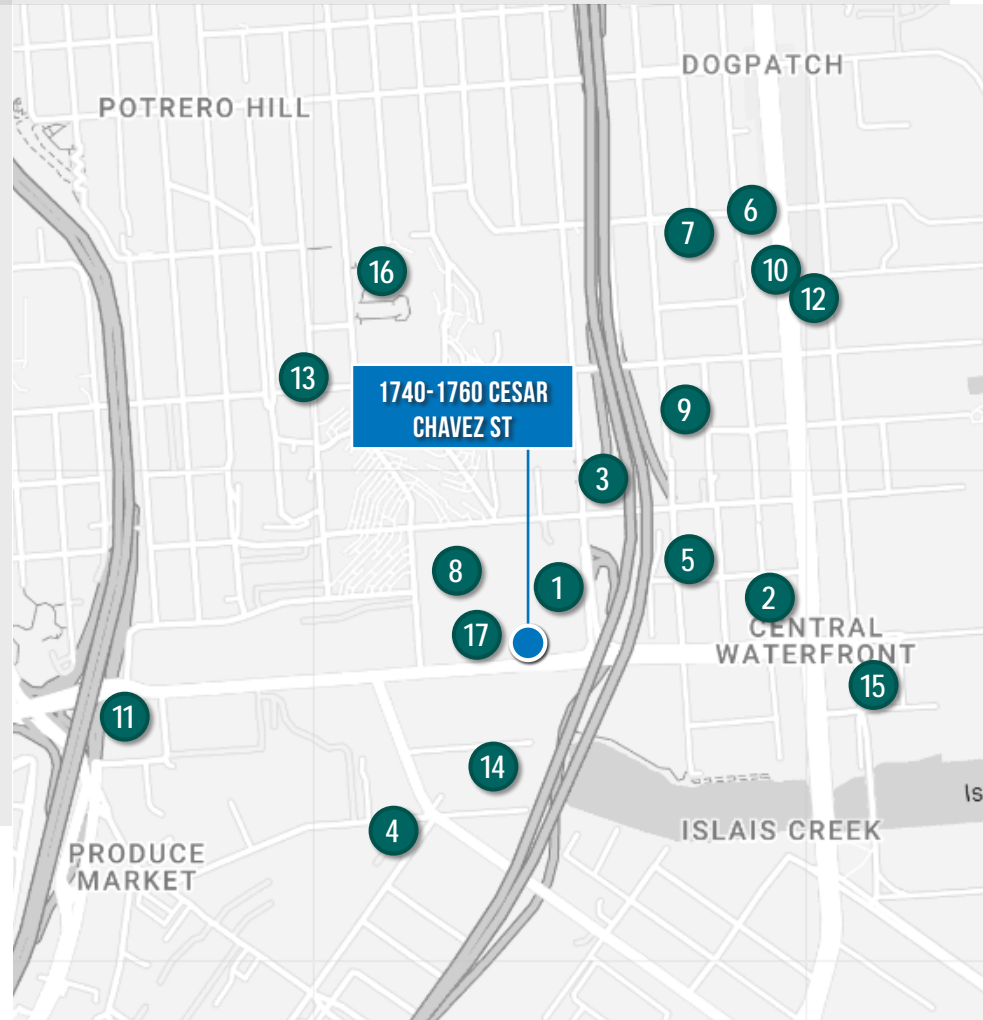 DOGPATCH
POTRERO HILL
6
7
16
10
12
13
1740-1760 CESAR
CHAVEZ ST
9
3
5
8
1
2
CENTRAL
WATERFRONT
17
15
11
14
Is
4
ISLAIS CREEK
PRODUCE
MARKET